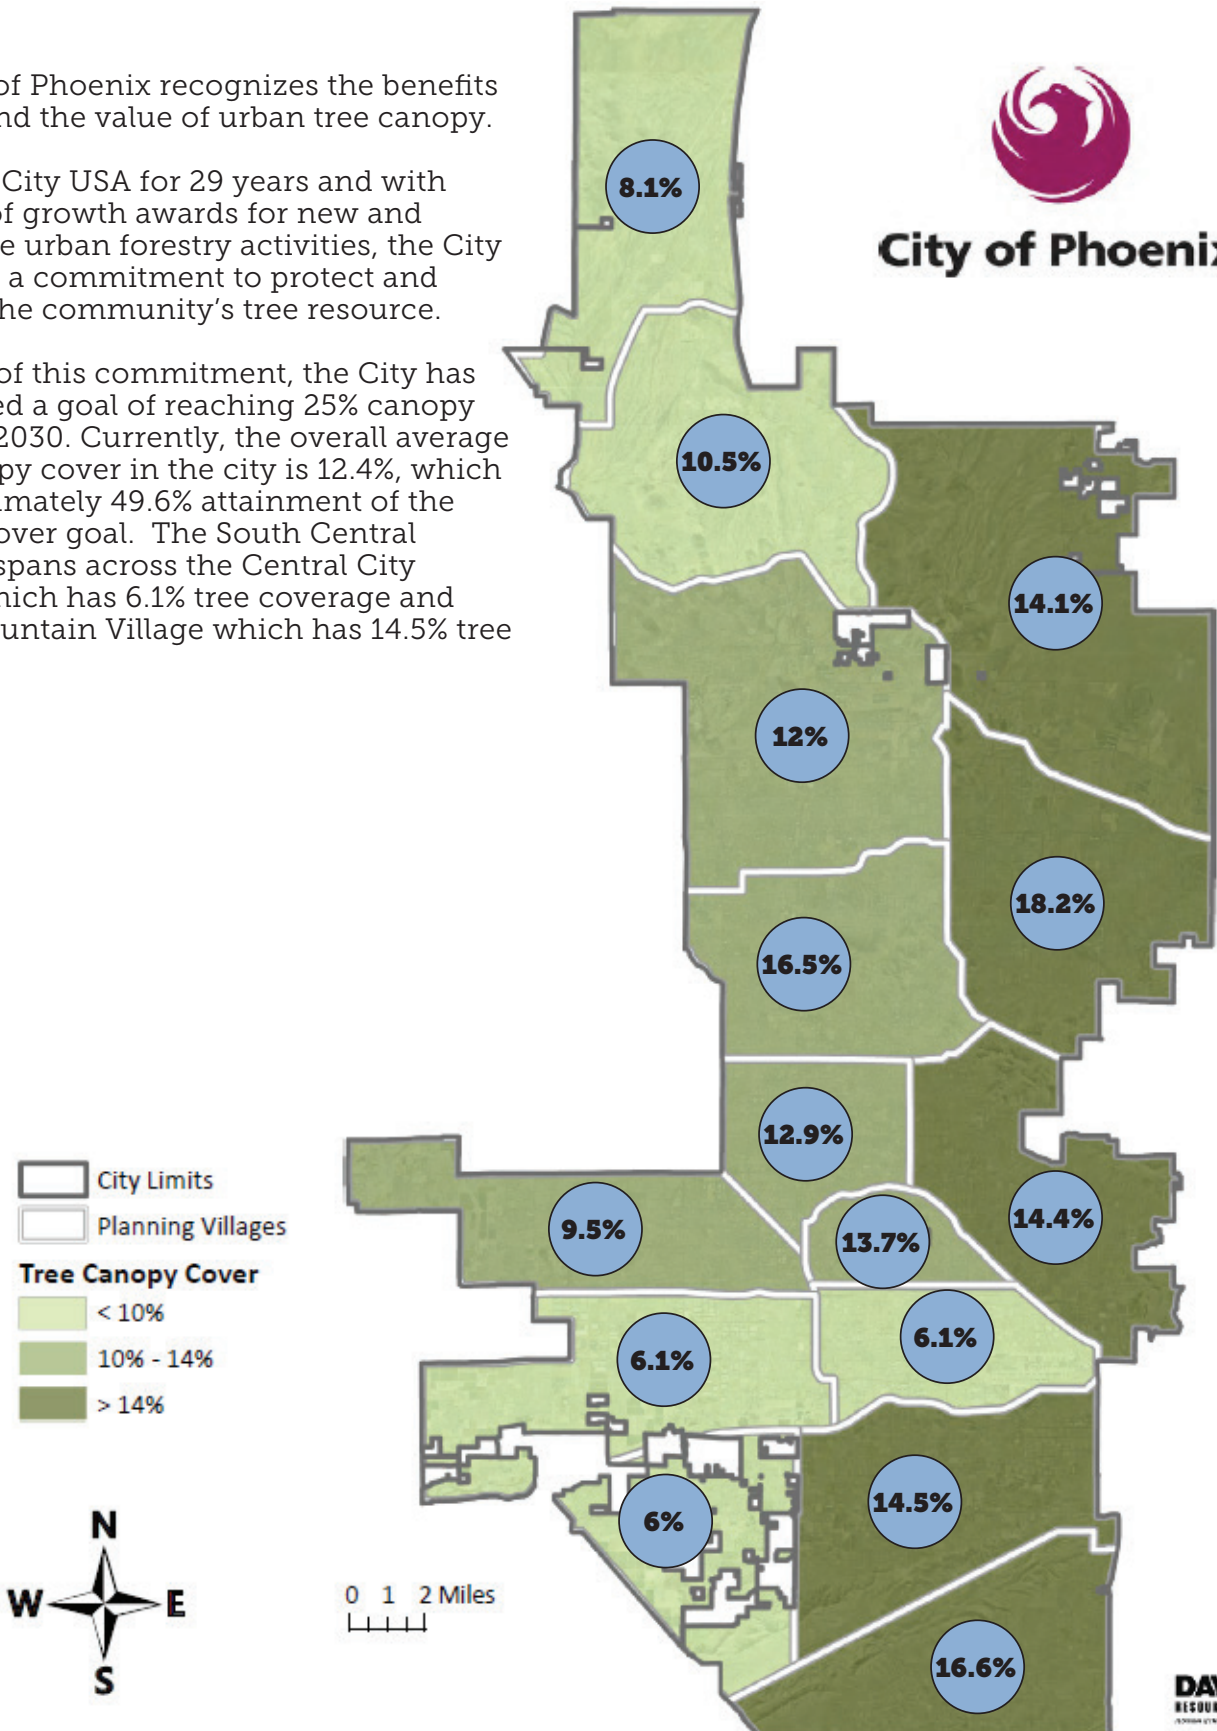 of Phoenix recognizes the benefits
nd the value of urban tree canopy.
City USA for 29 years and with
of growth awards for new and
e urban forestry activities, the City
a commitment to protect and
he community's tree resource.
of this commitment, the City has
ed a goal of reaching 25% canopy
2030. Currently, the overall average
py cover in the city is 12.4%, which
imately 49.6% attainment of the
over goal.  The South Central
spans across the Central City
hich has 6.1% tree coverage and
untain Village which has 14.5% tree
City of Phoenix
8.1%
10.5%
14.1%
12%
18.2%
16.5%
12.9%
9.5%
13.7%
14.4%
6.1%
6.1%
14.5%
6%
16.6%
City Limits
Planning Villages
Tree Canopy Cover
< 10%
10% - 14%
> 14%
N
W E
S
0 1 2 Miles
DAV
RESOUR